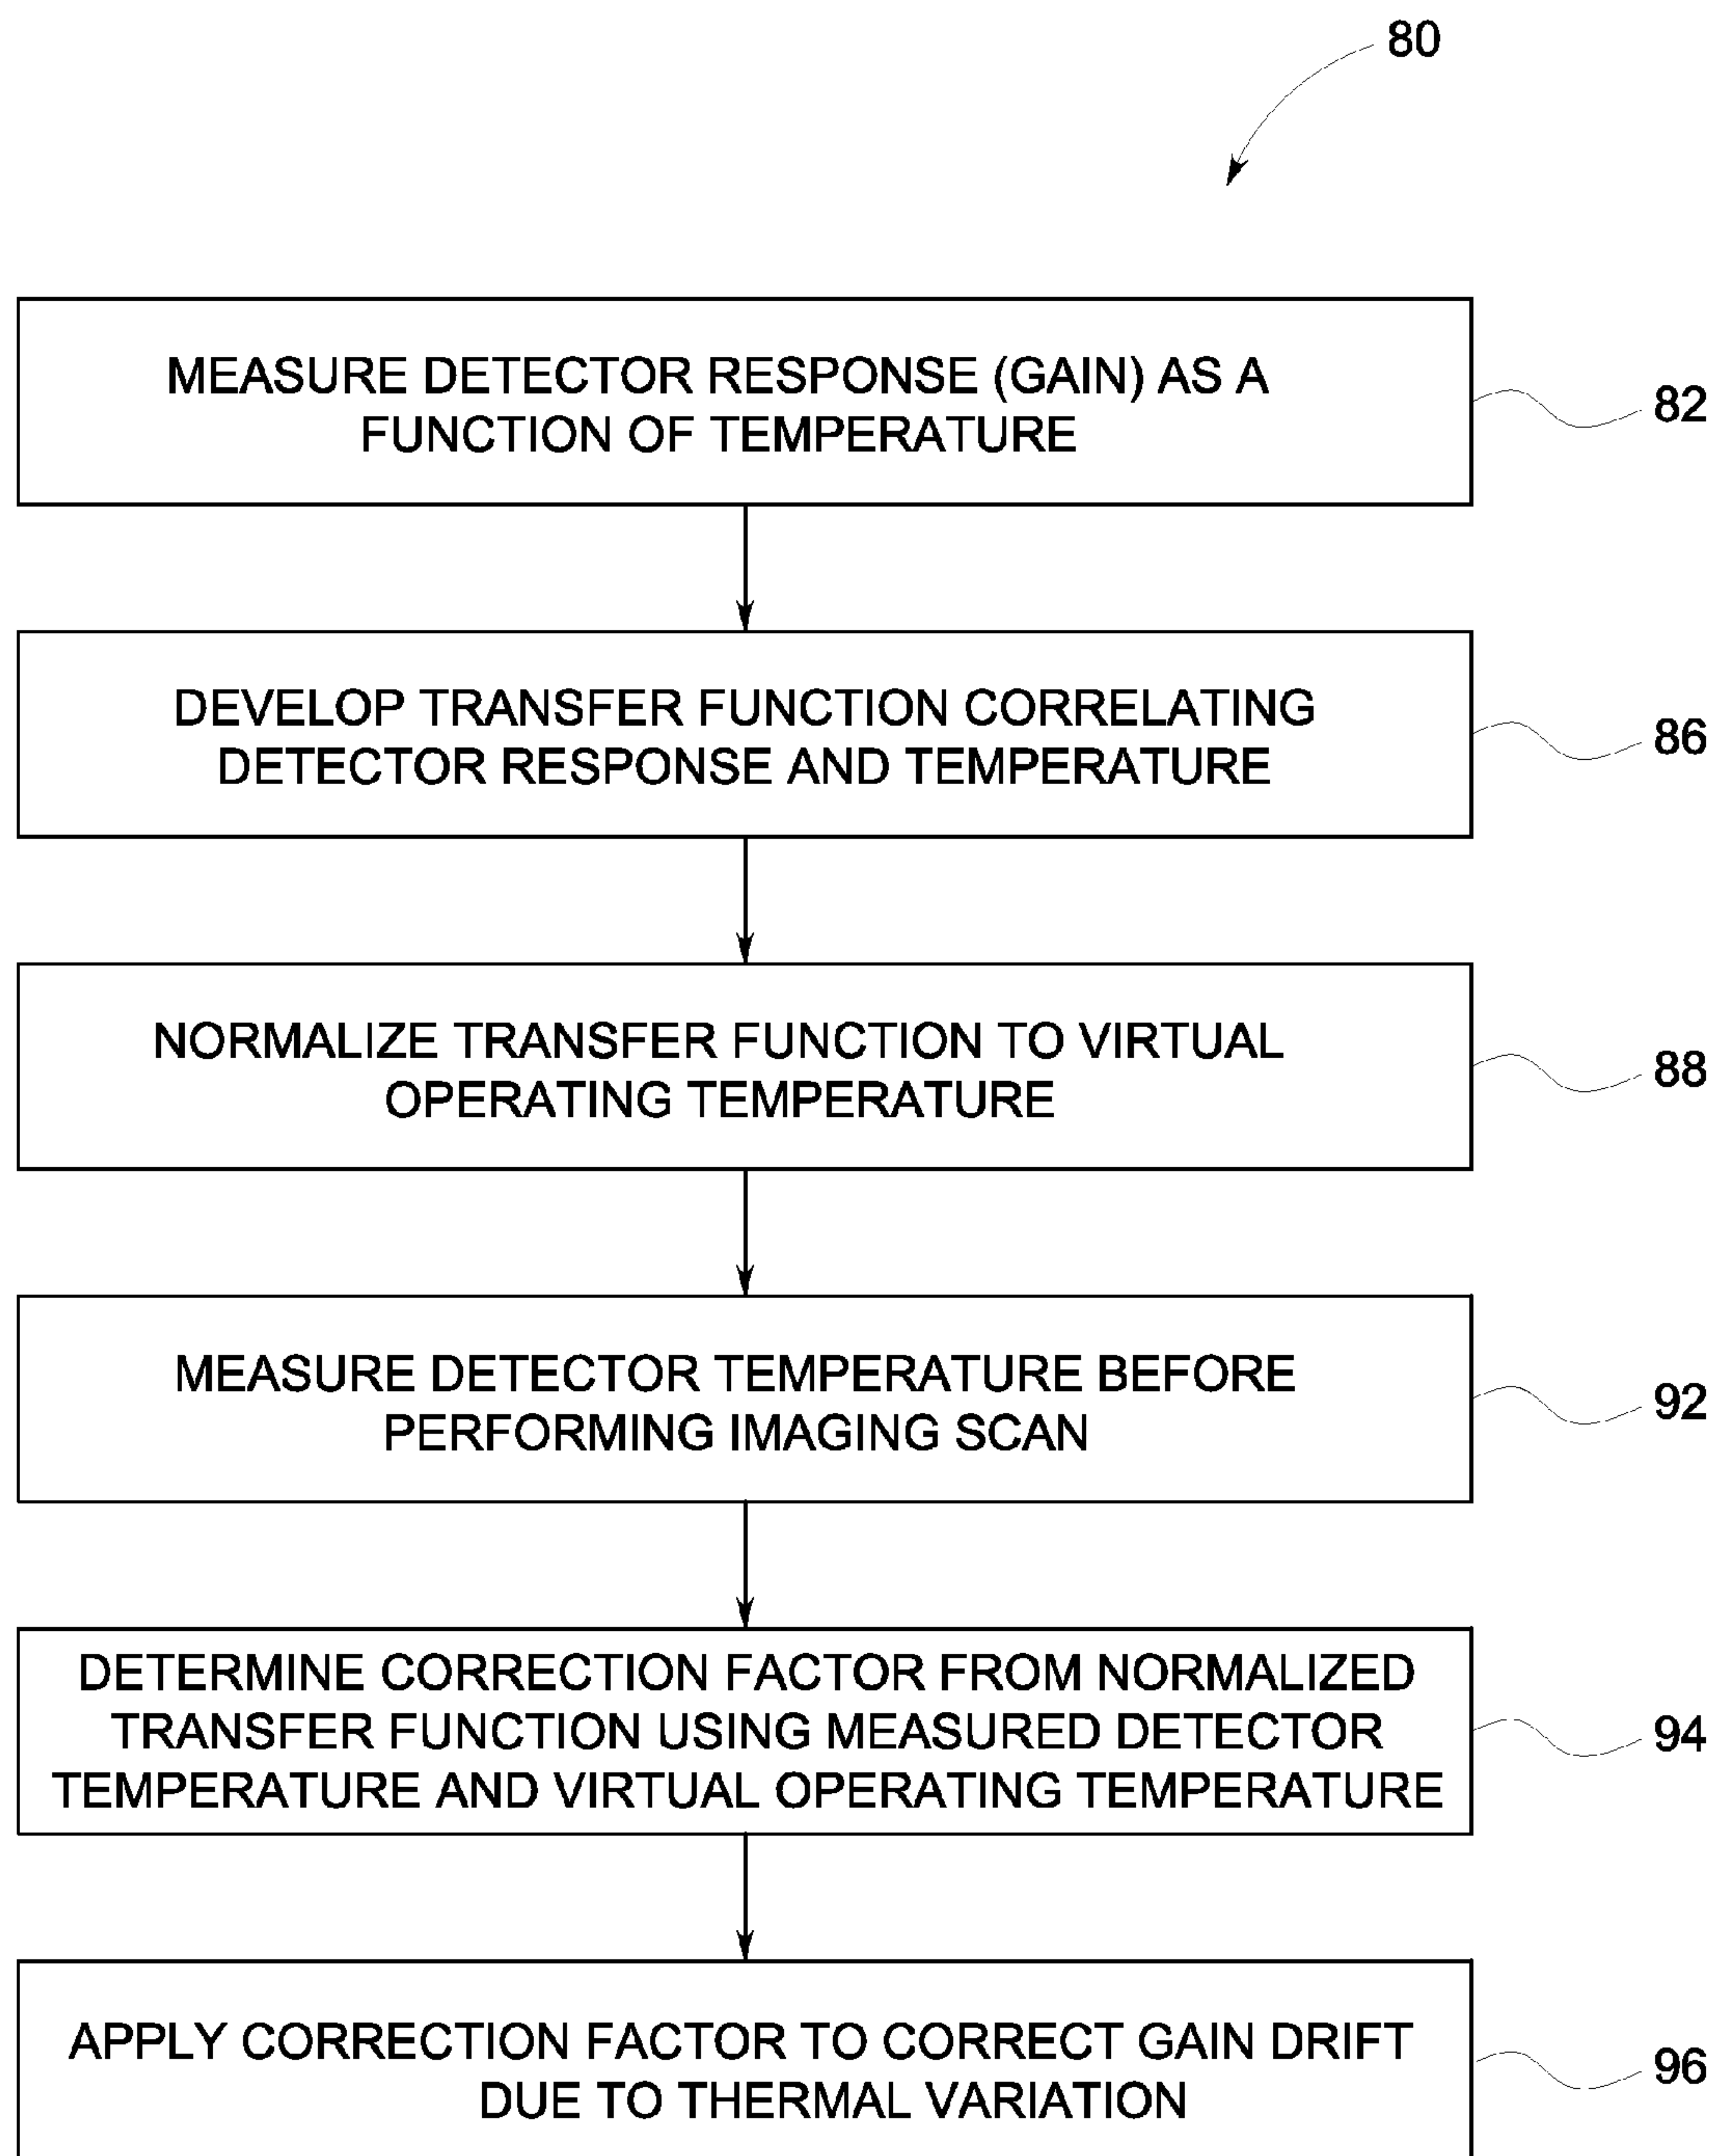 80
MEASURE DETECTOR RESPONSE (GAIN) AS A
FUNCTION OF TEMPERATURE
82
DEVELOP TRANSFER FUNCTION CORRELATING
DETECTOR RESPONSE AND TEMPERATURE
86
NORMALIZE TRANSFER FUNCTION TO VIRTUAL
OPERATING TEMPERATURE
88
MEASURE DETECTOR TEMPERATURE BEFORE
PERFORMING IMAGING SCAN
92
DETERMINE CORRECTION FACTOR FROM NORMALIZED
TRANSFER FUNCTION USING MEASURED DETECTOR
TEMPERATURE AND VIRTUAL OPERATING TEMPERATURE
94
APPLY CORRECTION FACTOR TO CORRECT GAIN DRIFT
DUE TO THERMAL VARIATION
96